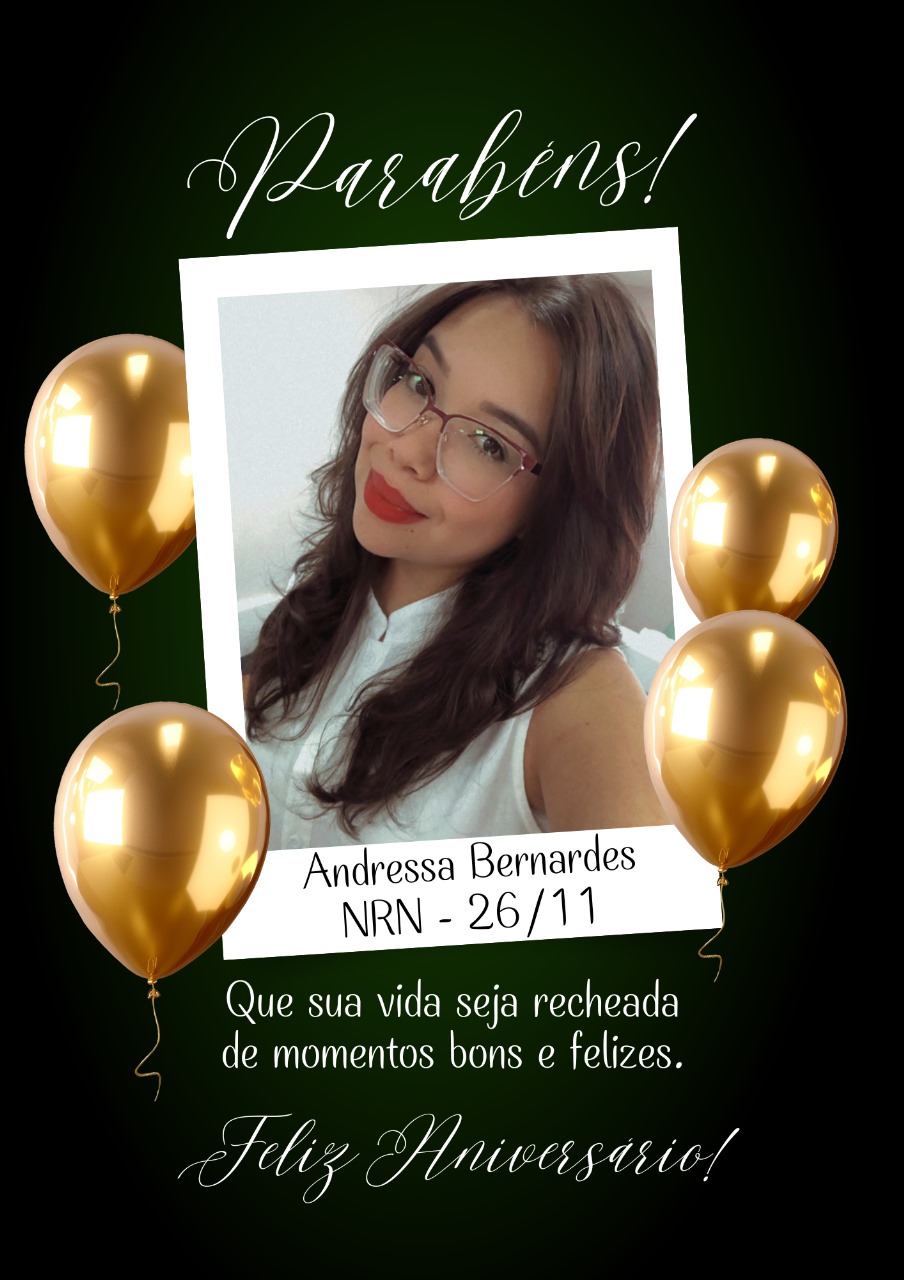 Parabéns!
Andressa Bernardes
NRN - 26/11
Que sua vida seja recheada
de momentos bons e felizes.
Feliz Aniversário!